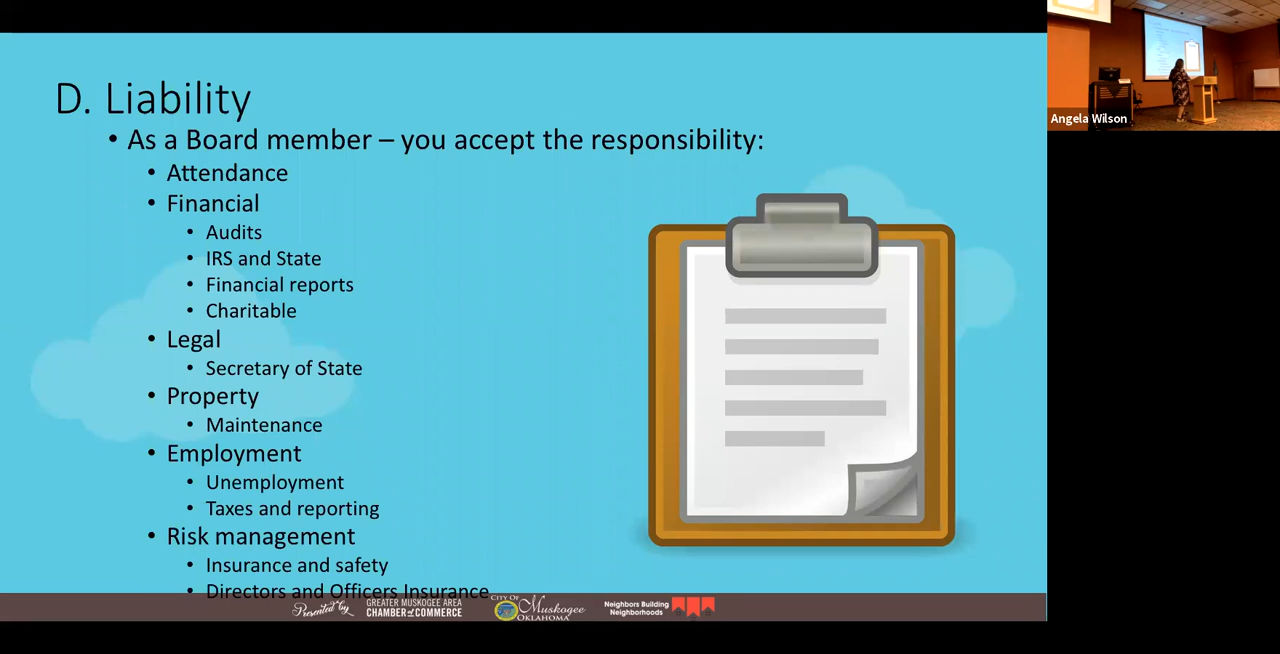 D. Liability
• As a Board member – you accept the responsibility:
• Attendance
• Financial
• Audits
• IRS and State
• Financial reports
• Charitable
• Legal
• Secretary of State
• Property
• Maintenance
• Employment
• Unemployment
• Taxes and reporting
• Risk management
• Insurance and safety
• Directors and Officers Insurance
Presented by
GREATER MUSKOGEE AREA
CHAMBER of COMMERCE
CITY OF
Muskogee
OKLAHOMA
Neighbors Building
Neighborhoods
Angela Wilson